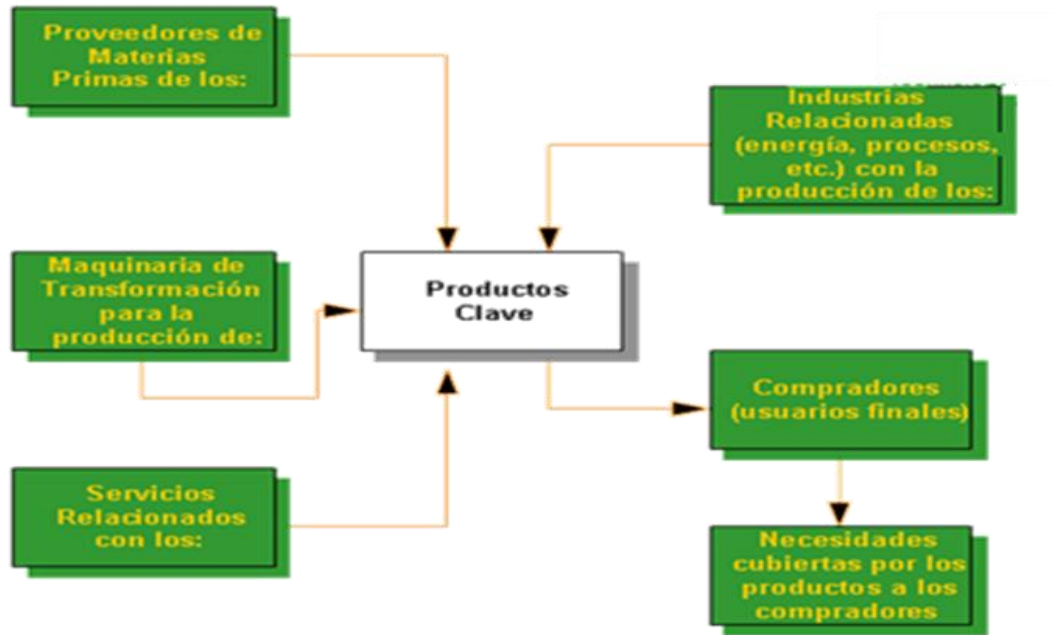 Proveedores de
Materias
Primas de los:
Industrias
Relacionadas
(energía, procesos,
etc.) con la
producción de los:
Maquinaria de
Transformación
para la
producción de:
Productos
Clave
Compradores
(usuarios finales)
Servicios
Relacionados
con los:
Necesidades
cubiertas por los
productos a los
compradores